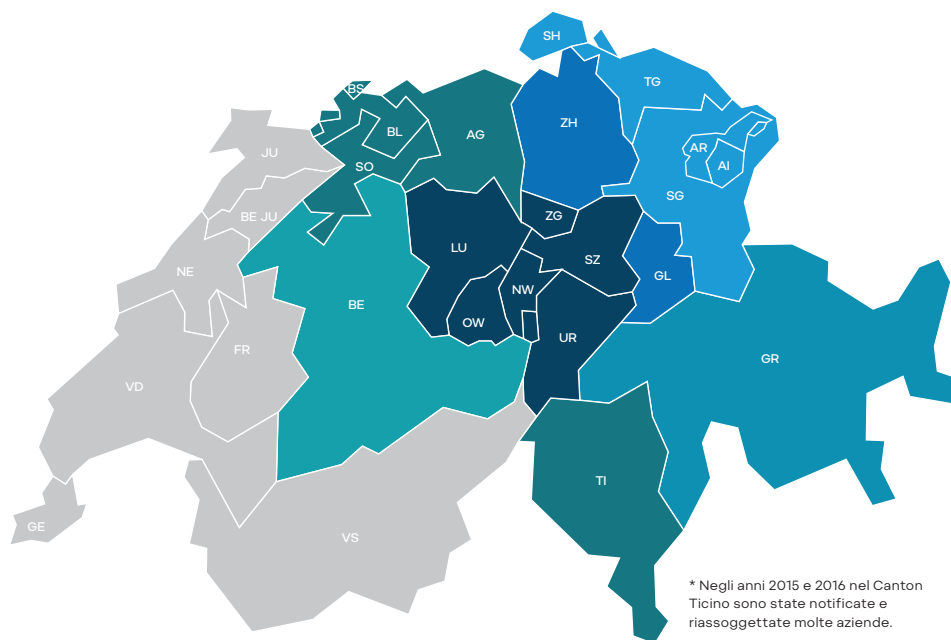 SH
TG
BS
ZH
BL
AG
AR
JU
AI
SO
SG
BE JU
ZG
LU
SZ
NE
GL
NW
BE
OW
UR
FR
GR
VD
TI
GE
VS
* Negli anni 2015 e 2016 nel Canton
Ticino sono state notificate e
riassoggettate molte aziende.